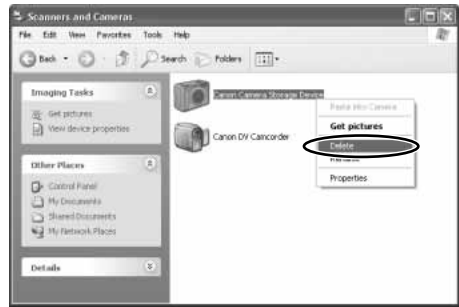 Scanners and Cameras
File Edit View Favorites Tools Help
Back Search Folders
Imaging Tasks
Get pictures
View device properties
Other Places
Control Panel
My Documents
Shared Documents
My Network Places
Details
Canon Camera Storage Device
Canon DV Camcorder
Paste into Camera
Get pictures
Delete
Properties